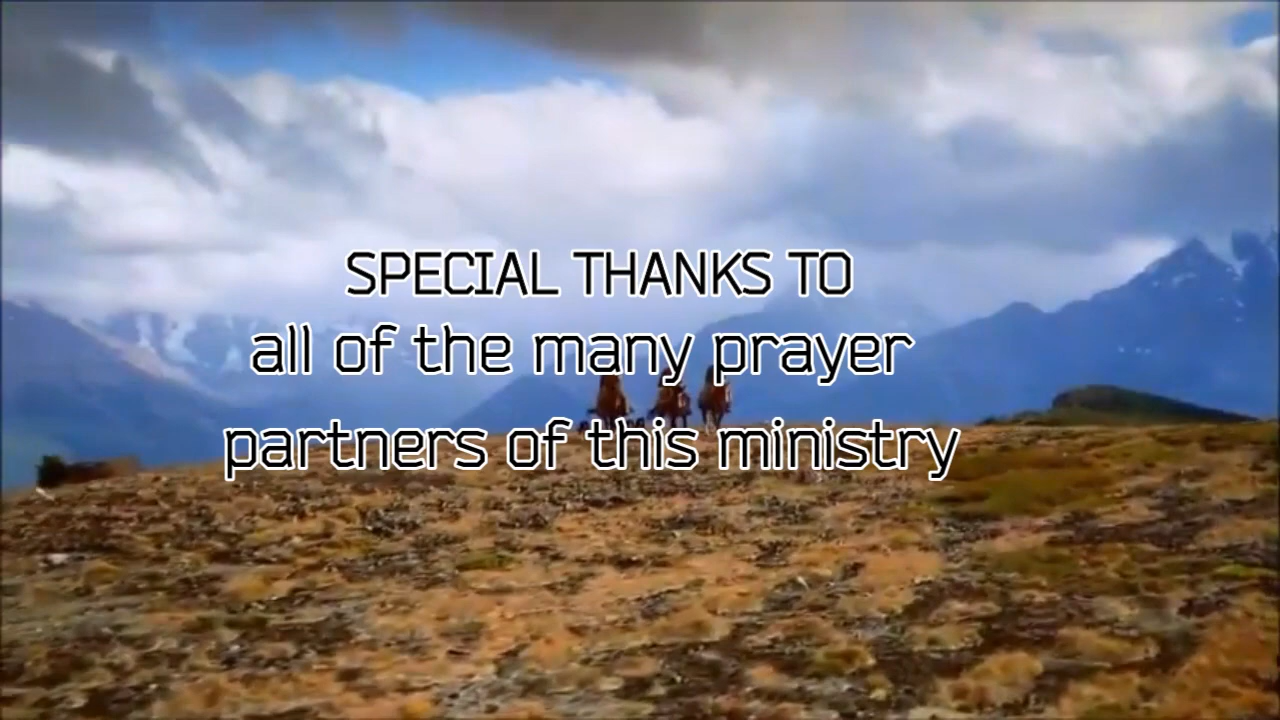 SPECIAL THANKS TO
all of the many prayer
partners of this ministry